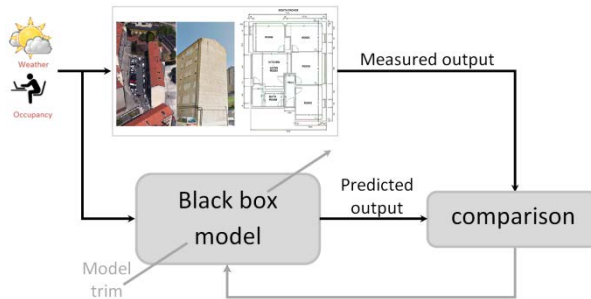 Weather
Occupancy
Measured output
Black box
model
Predicted
output
comparison
Model
trim